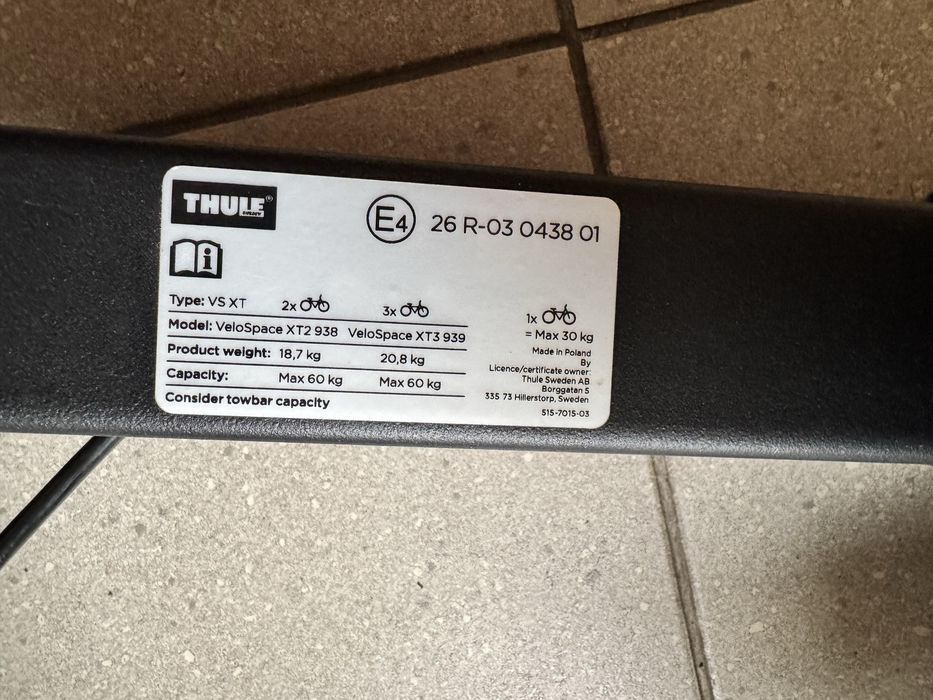 THULE®
SWEDEN
E4 26 R-03 0438 01
i
Type: VS XT 2x 3x
Model: VeloSpace XT2 938 VeloSpace XT3 939
Product weight: 18,7 kg 20,8 kg
Capacity: Max 60 kg Max 60 kg
Consider towbar capacity
1x
= Max 30 kg
Made in Poland
By
Licence/certificate owner:
Thule Sweden AB
Borggatan 5
335 73 Hillerstorp, Sweden
515-7015-03